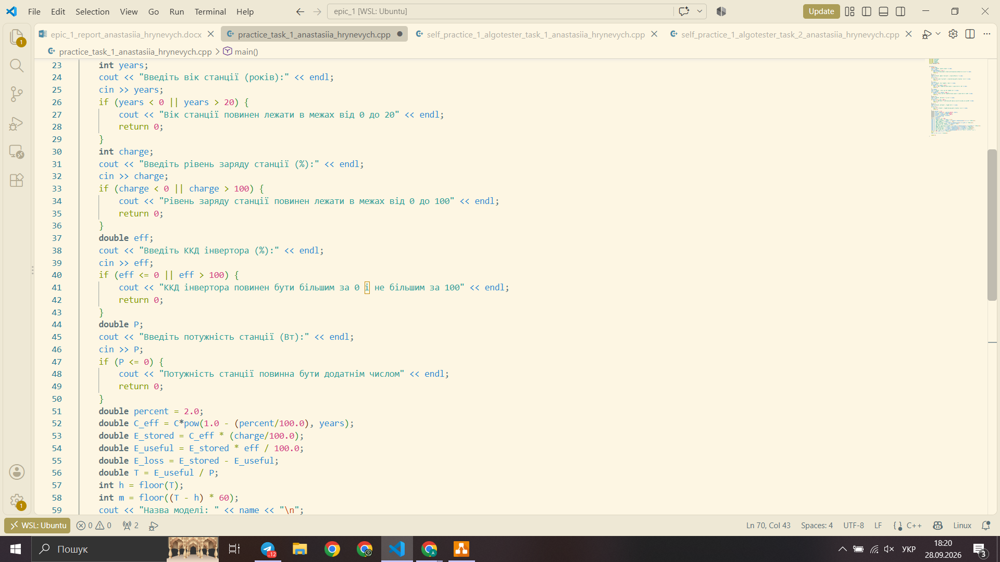 File Edit Selection View Go Run Terminal Help
epic_1 [WSL: Ubuntu]
Update
epic_1_report_anastasiia_hrynevych.docx
practice_task_1_anastasiia_hrynevych.cpp
self_practice_1_algotester_task_1_anastasiia_hrynevych.cpp
self_practice_1_algotester_task_2_anastasiia_hrynevych.cpp
practice_task_1_anastasiia_hrynevych.cpp > main()
23 int years;
24 cout << "Введіть вік станції (років):" << endl;
25 cin >> years;
26 if (years < 0 || years > 20) {
27 cout << "Вік станції повинен лежати в межах від 0 до 20" << endl;
28 return 0;
29 }
30 int charge;
31 cout << "Введіть рівень заряду станції (%):" << endl;
32 cin >> charge;
33 if (charge < 0 || charge > 100) {
34 cout << "Рівень заряду станції повинен лежати в межах від 0 до 100" << endl;
35 return 0;
36 }
37 double eff;
38 cout << "Введіть ККД інвертора (%):" << endl;
39 cin >> eff;
40 if (eff <= 0 || eff > 100) {
41 cout << "ККД інвертора повинен бути більшим за 0 і не більшим за 100" << endl;
42 return 0;
43 }
44 double P;
45 cout << "Введіть потужність станції (Вт):" << endl;
46 cin >> P;
47 if (P <= 0) {
48 cout << "Потужність станції повинна бути додатнім числом" << endl;
49 return 0;
50 }
51 double percent = 2.0;
52 double C_eff = C*pow(1.0 - (percent/100.0), years);
53 double E_stored = C_eff * (charge/100.0);
54 double E_useful = E_stored * eff / 100.0;
55 double E_loss = E_stored - E_useful;
56 double T = E_useful / P;
57 int h = floor(T);
58 int m = floor((T - h) * 60);
59 cout << "Назва моделі: " << name << "\n";
1
1
WSL: Ubuntu 0 0 2 Ln 70, Col 43 Spaces: 4 UTF-8 LF { } C++ Linux
Пошук
12
A
УКР
18:20
28.09.2026
3